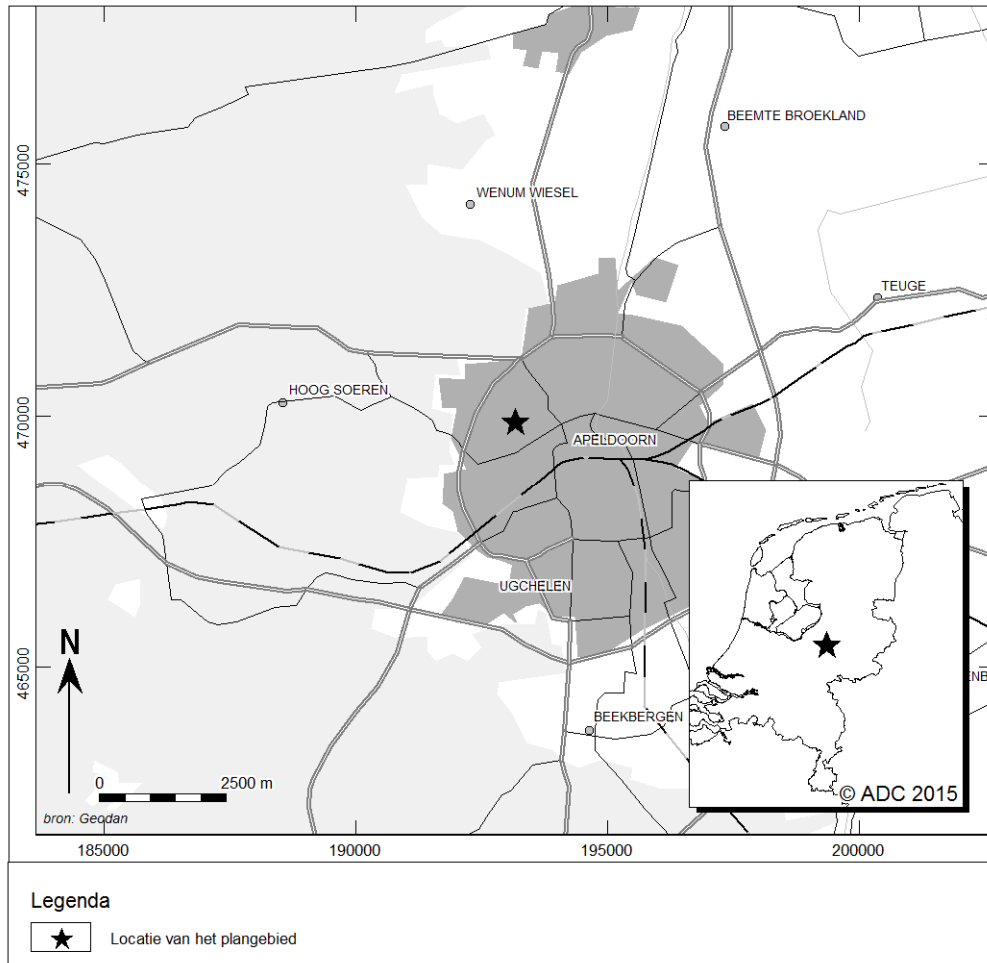 BEEMTE BROEKLAND
475000
WENUM WIESEL
TEUGE
HOOG SOEREN
470000
APELDOORN
UGCHELEN
N
465000
BEEKBERGEN
0 2500 m
© ADC 2015
bron: Geodan
185000 190000 195000 200000
Legenda
Locatie van het plangebied